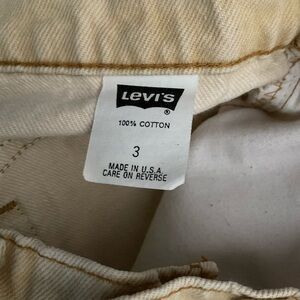 LEVI'S
®
100% COTTON
3
MADE IN U.S.A
CARE ON REVERSE